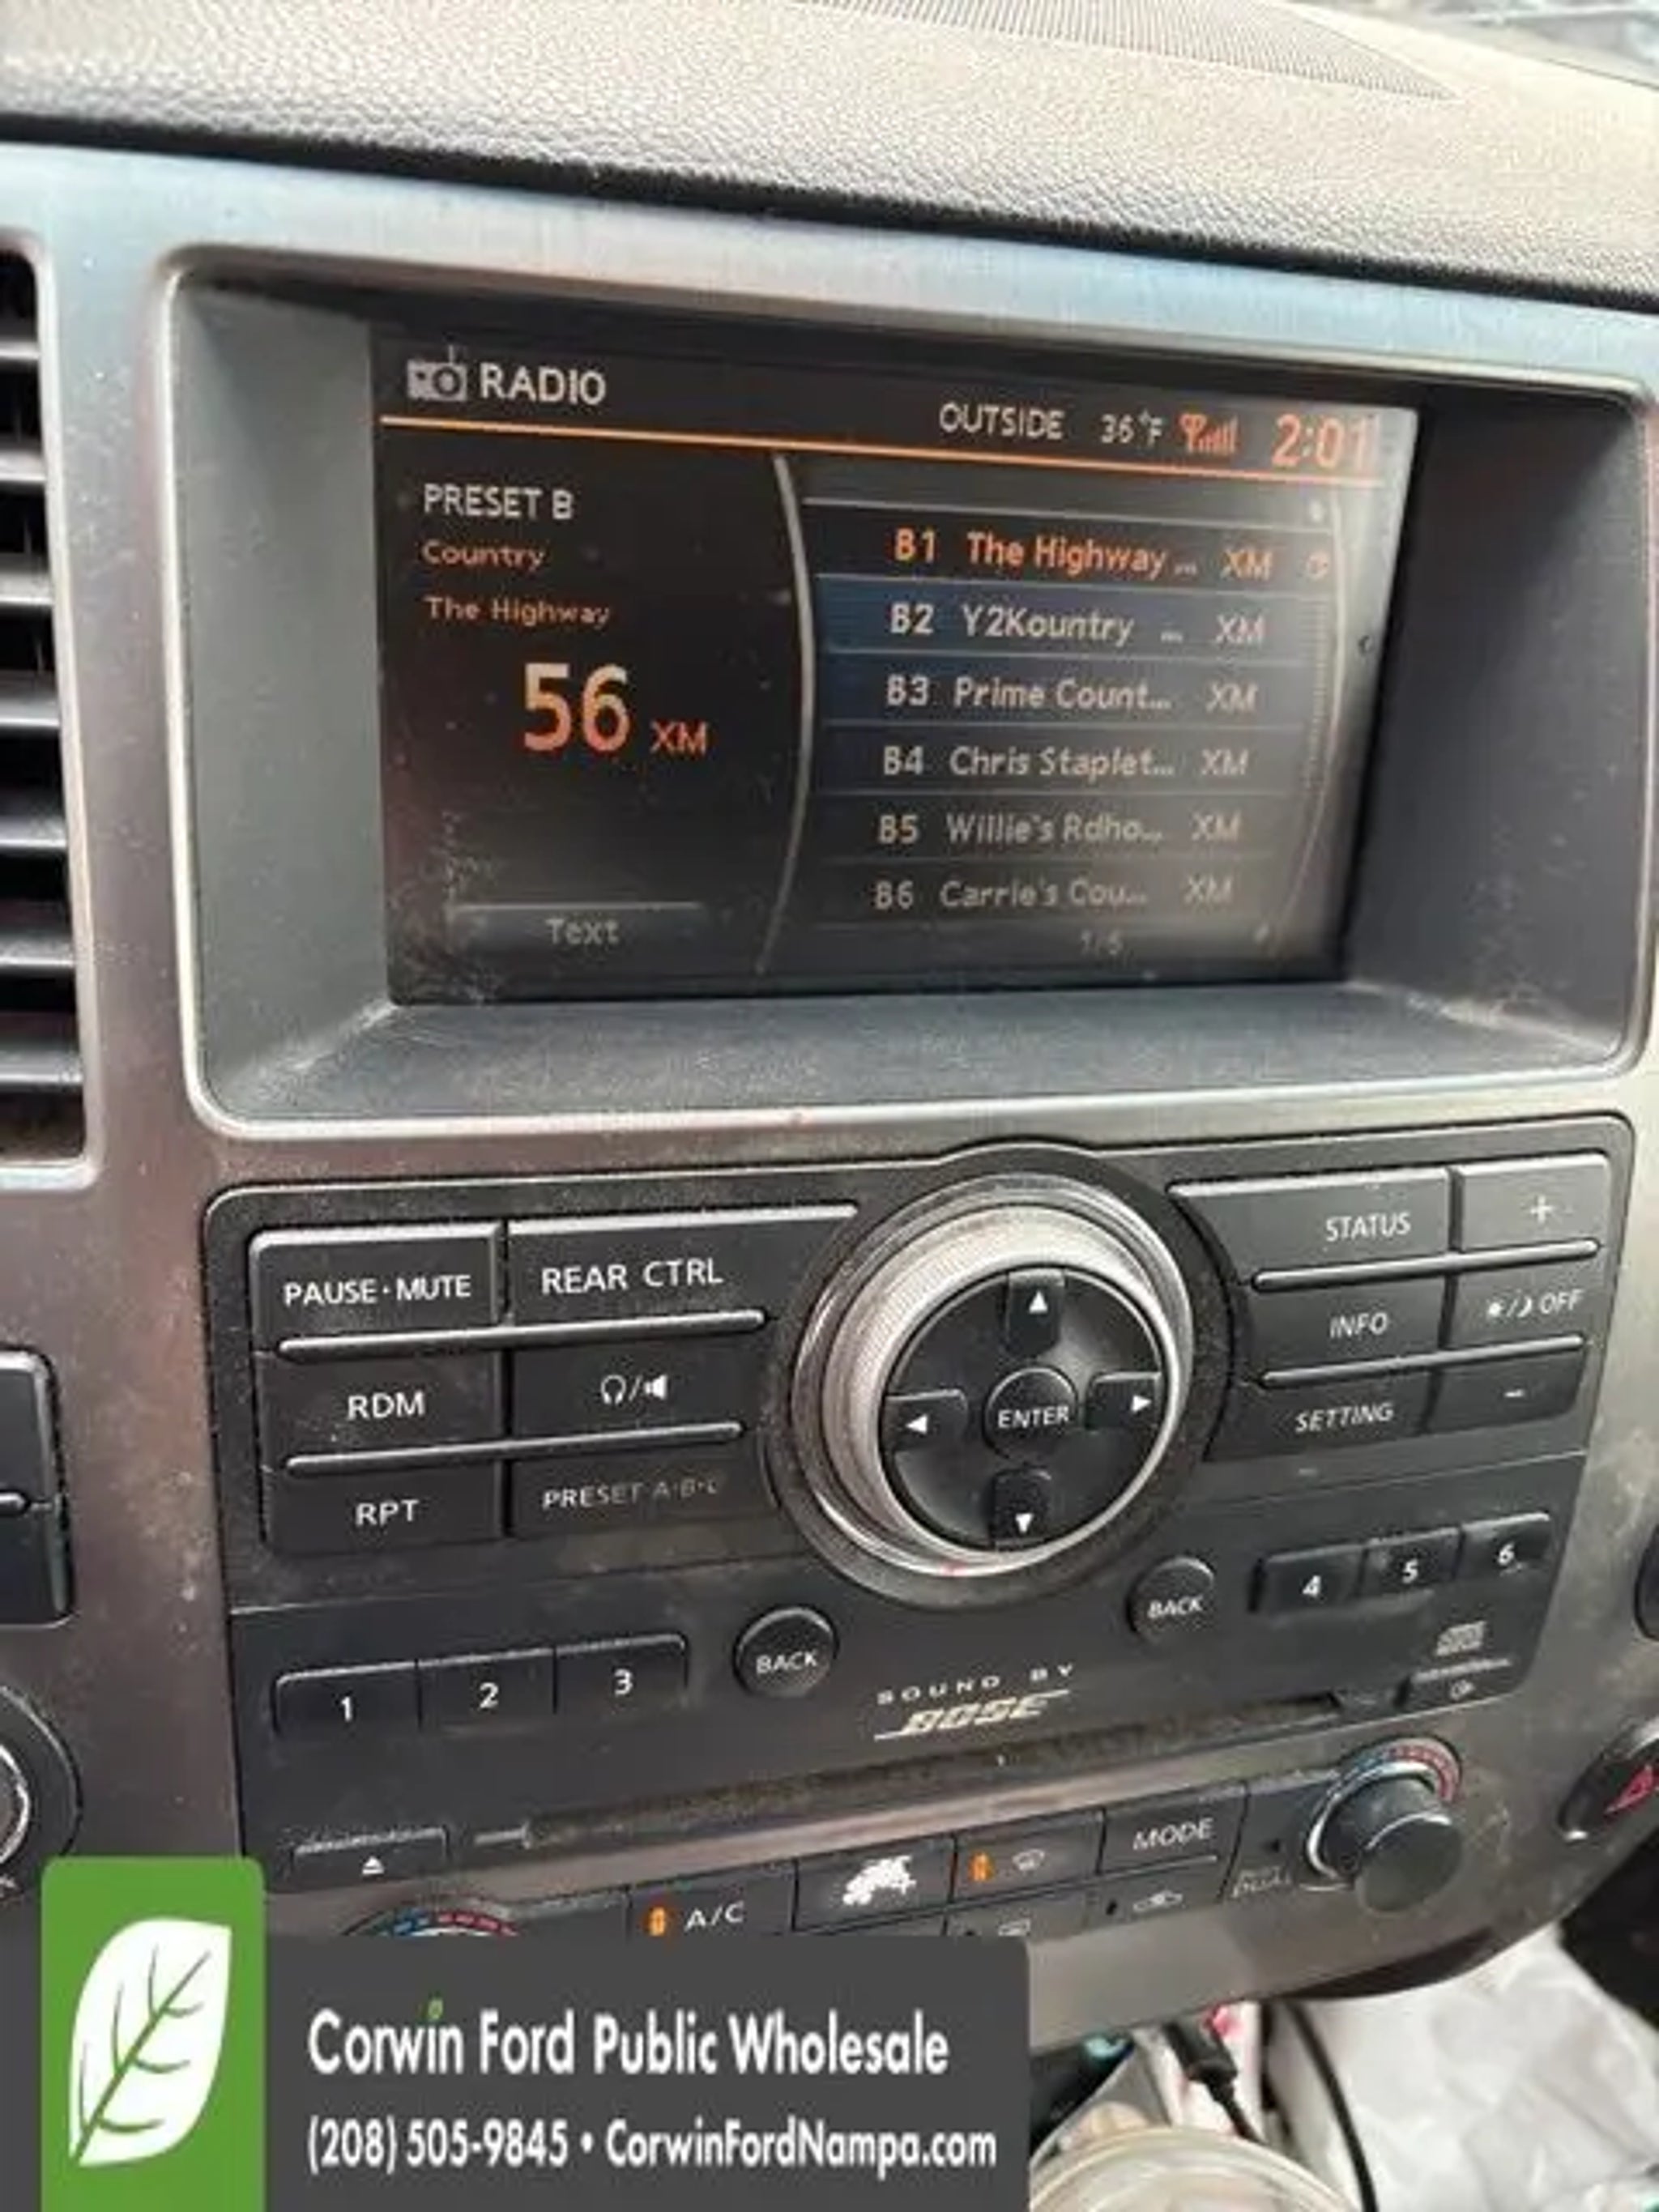 RADIO
OUTSIDE 36°F 2:01
PRESET B
Country
The Highway
56 XM
Text
B1 The Highway... XM
B2 Y2Kountry ... XM
B3 Prime Count... XM
B4 Chris Staplet... XM
B5 Willie's Rdho... XM
B6 Carrie's Cou... XM
1/5
PAUSE·MUTE
REAR CTRL
RDM
RPT
PRESET A·B·C
ENTER
STATUS
+
INFO
OFF
SETTING
-
1 2 3
BACK
BACK
4 5 6
SOUND BY
BOSE
A/C
MODE
DUAL
Corwin Ford Public Wholesale
(208) 505-9845 • CorwinFordNampa.com